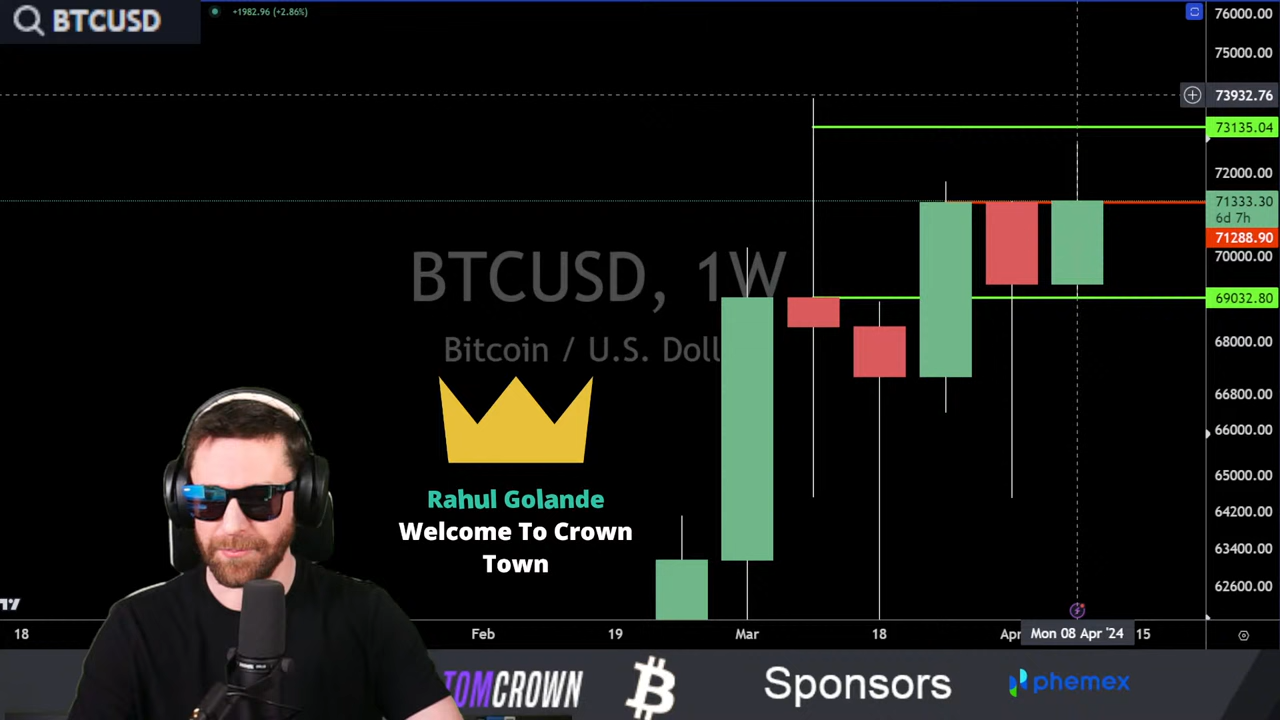 BTCUSD
+1982.96 (+2.86%)
76000.00
75000.00
73932.76
73135.04
72000.00
71333.30
6d 7h
71288.90
70000.00
69032.80
68000.00
66800.00
66000.00
65000.00
64200.00
63400.00
62600.00
BTCUSD, 1W
Bitcoin / U.S. Doll
Rahul Golande
Welcome To Crown
Town
18
Feb
19
Mar
18
Apr
Mon 08 Apr '24
15
TOMCROWN
Sponsors
phemex